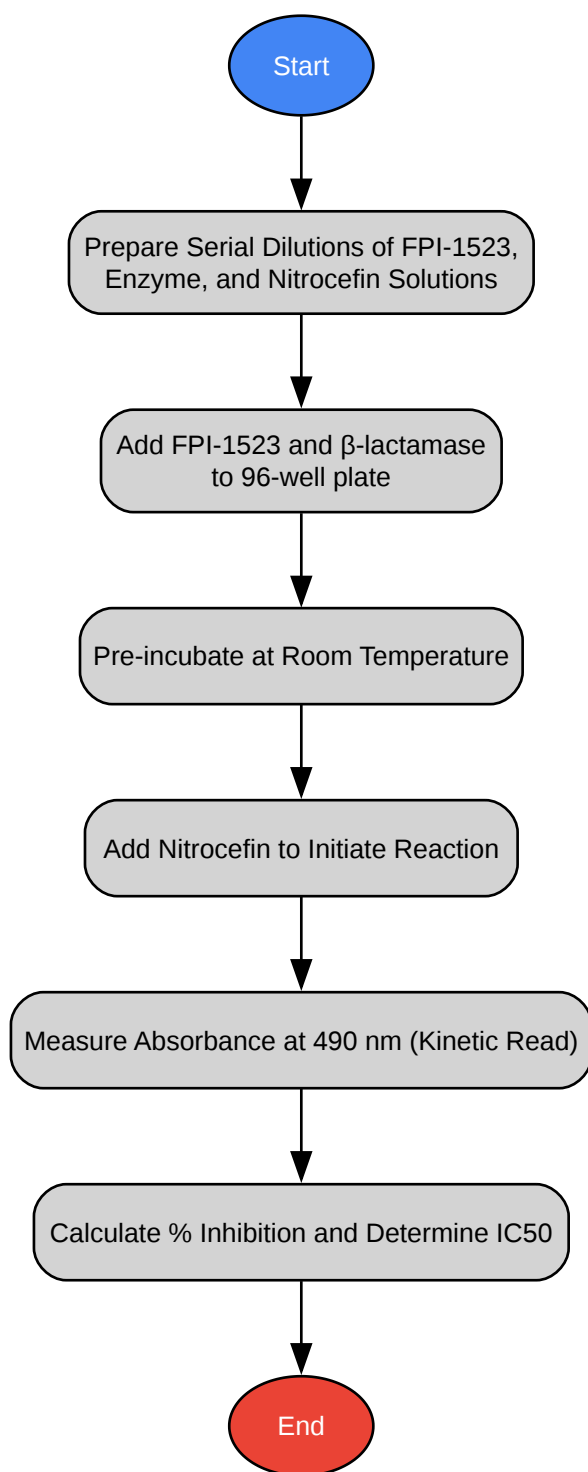 Start
Prepare Serial Dilutions of FPI-1523,
Enzyme, and Nitrocefin Solutions
Add FPI-1523 and β-lactamase
to 96-well plate
Pre-incubate at Room Temperature
Add Nitrocefin to Initiate Reaction
Measure Absorbance at 490 nm (Kinetic Read)
Calculate % Inhibition and Determine IC50
End